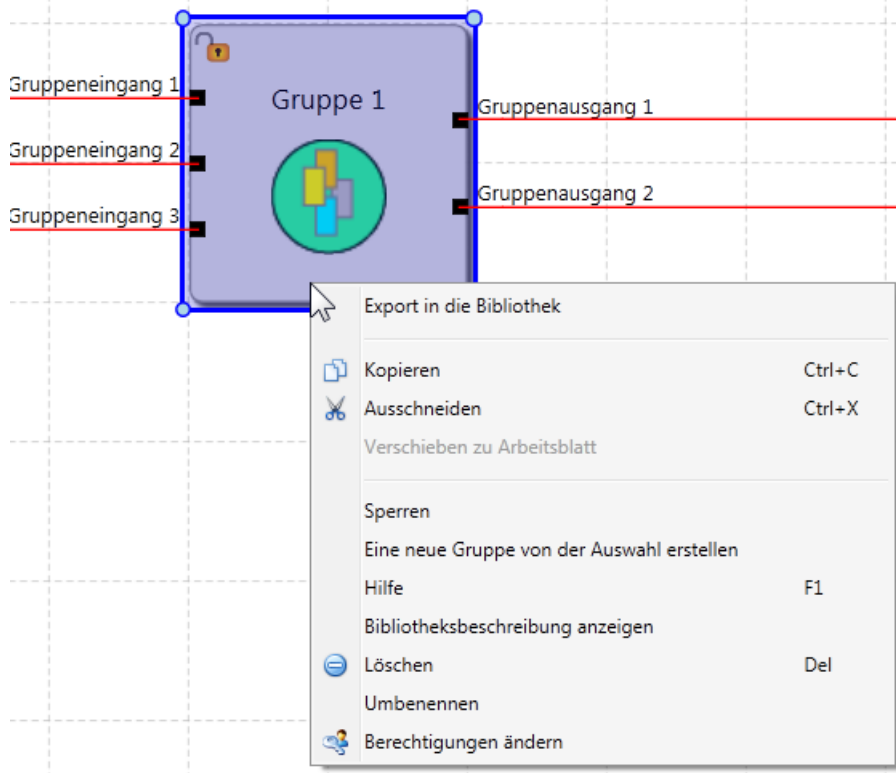 Gruppeneingang 1
Gruppeneingang 2
Gruppeneingang 3
Gruppe 1
Gruppenausgang 1
Gruppenausgang 2
Export in die Bibliothek
Kopieren Ctrl+C
Ausschneiden Ctrl+X
Verschieben zu Arbeitsblatt
Sperren
Eine neue Gruppe von der Auswahl erstellen
Hilfe F1
Bibliotheksbeschreibung anzeigen
Löschen Del
Umbenennen
Berechtigungen ändern